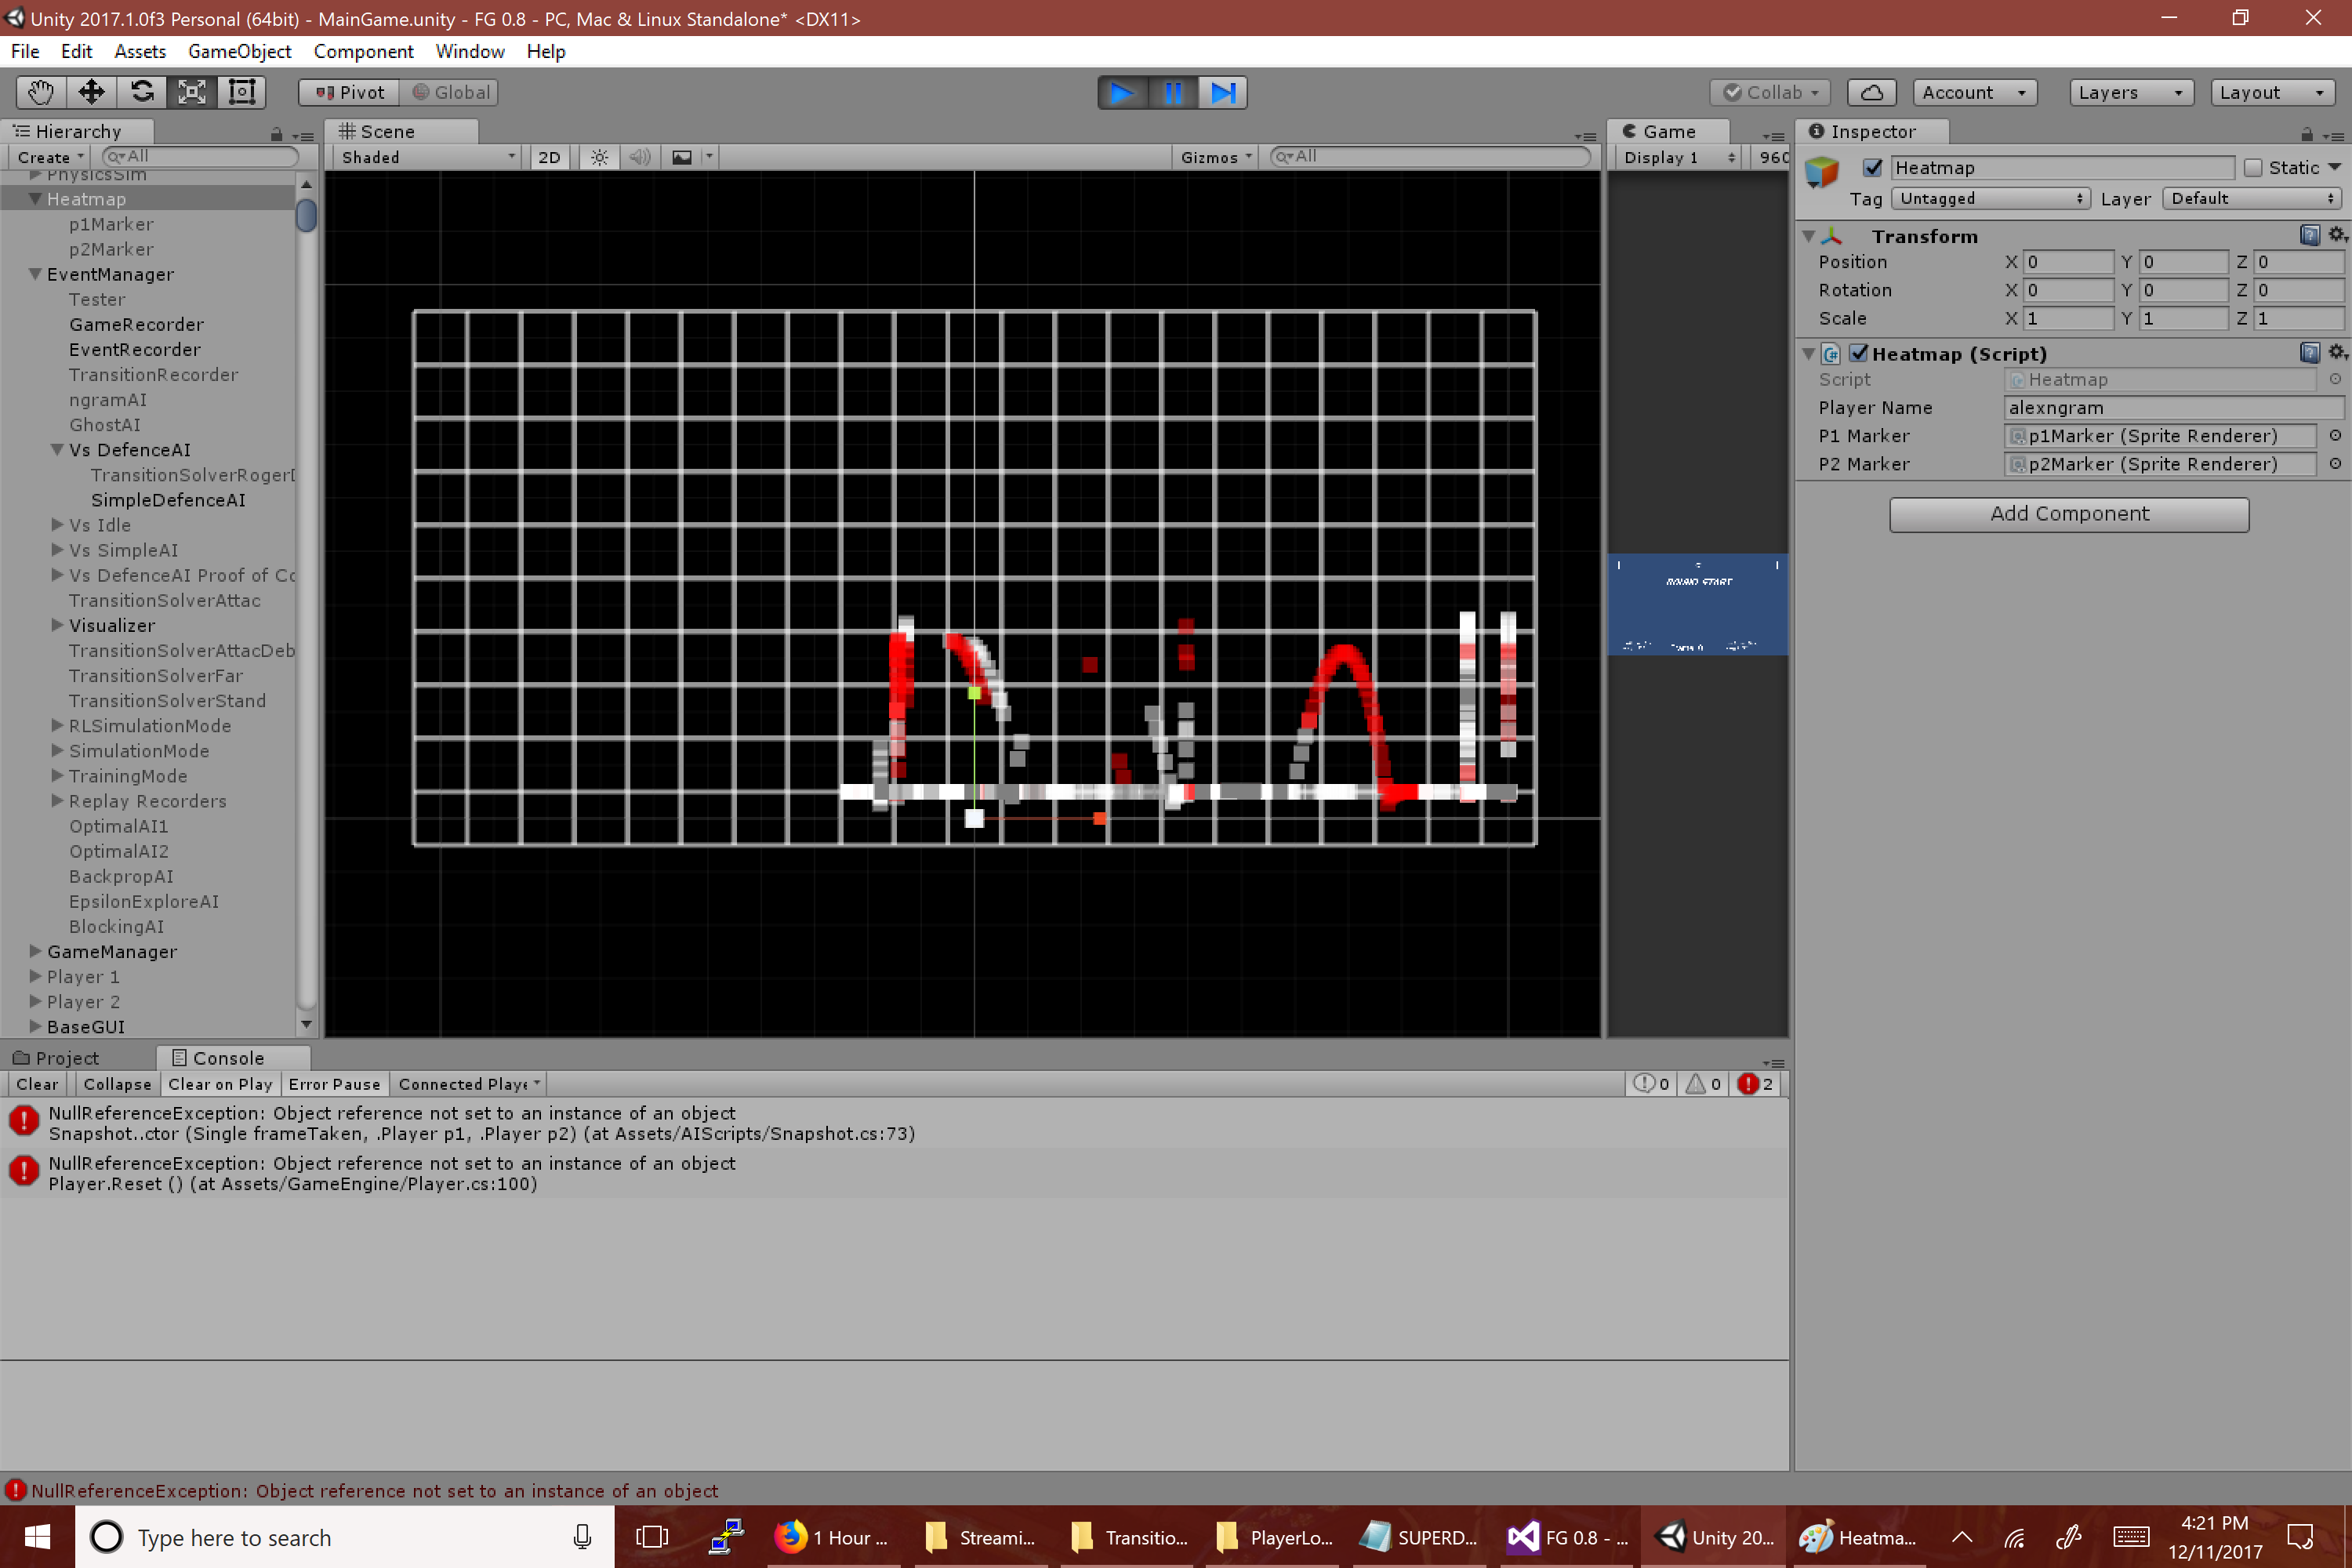 Unity 2017.1.0f3 Personal (64bit) - MainGame.unity - FG 0.8 - PC, Mac & Linux Standalone* <DX11>
File Edit Assets GameObject Component Window Help
Pivot Global Collab Account Layers Layout
Hierarchy
Create All
PhysicsSim
Heatmap
p1Marker
p2Marker
EventManager
Tester
GameRecorder
EventRecorder
TransitionRecorder
ngramAI
GhostAI
Vs DefenceAI
TransitionSolverRogerD
SimpleDefenceAI
Vs Idle
Vs SimpleAI
Vs DefenceAI Proof of Co
TransitionSolverAttac
Visualizer
TransitionSolverAttacDeb
TransitionSolverFar
TransitionSolverStand
RLSimulationMode
SimulationMode
TrainingMode
Replay Recorders
OptimalAI1
OptimalAI2
BackpropAI
EpsilonExploreAI
BlockingAI
GameManager
Player 1
Player 2
BaseGUI
Scene
Shaded 2D Gizmos All
Game
Display 1 960
ROUND START
Inspector
Heatmap Static
Tag Untagged Layer Default
Transform
Position X 0 Y 0 Z 0
Rotation X 0 Y 0 Z 0
Scale X 1 Y 1 Z 1
Heatmap (Script)
Script Heatmap
Player Name alexngram
P1 Marker p1Marker (Sprite Renderer)
P2 Marker p2Marker (Sprite Renderer)
Add Component
Project Console
Clear Collapse Clear on Play Error Pause Connected Playe 0 0 2
NullReferenceException: Object reference not set to an instance of an object
Snapshot..ctor (Single frameTaken, .Player p1, .Player p2) (at Assets/AIScripts/Snapshot.cs:73)
NullReferenceException: Object reference not set to an instance of an object
Player.Reset () (at Assets/GameEngine/Player.cs:100)
NullReferenceException: Object reference not set to an instance of an object
Type here to search
1 Hour ... Streami... Transitio... PlayerLo... SUPERD... FG 0.8 - ... Unity 20... Heatma...
4:21 PM
12/11/2017